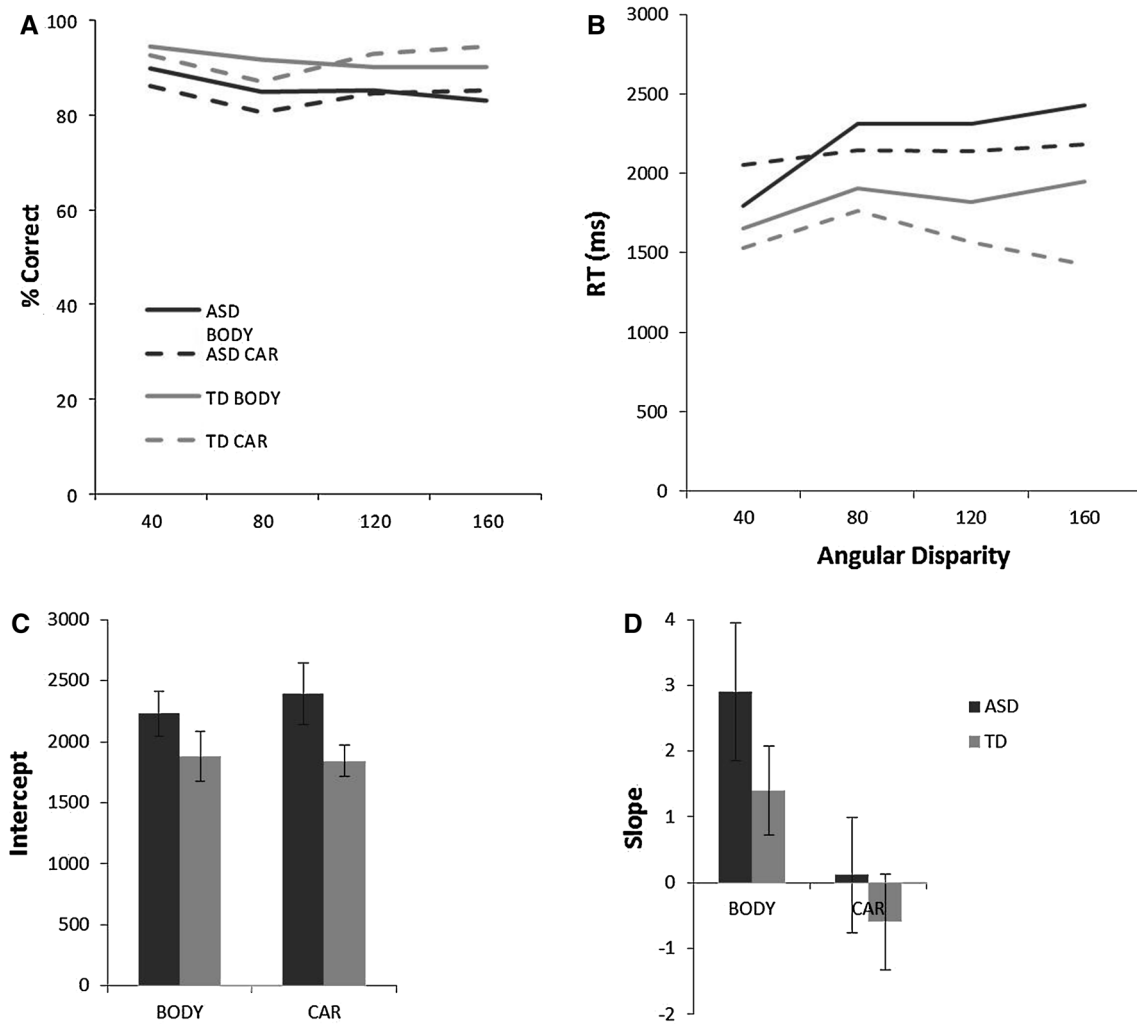 A
100
80
60
40
20
0
% Correct
ASD
BODY
ASD CAR
TD BODY
TD CAR
40 80 120 160
B
3000
2500
2000
1500
1000
500
0
RT (ms)
40 80 120 160
Angular Disparity
C
3000
2500
2000
1500
1000
500
0
Intercept
BODY CAR
D
4
3
2
1
0
-1
-2
Slope
BODY CAR
ASD
TD